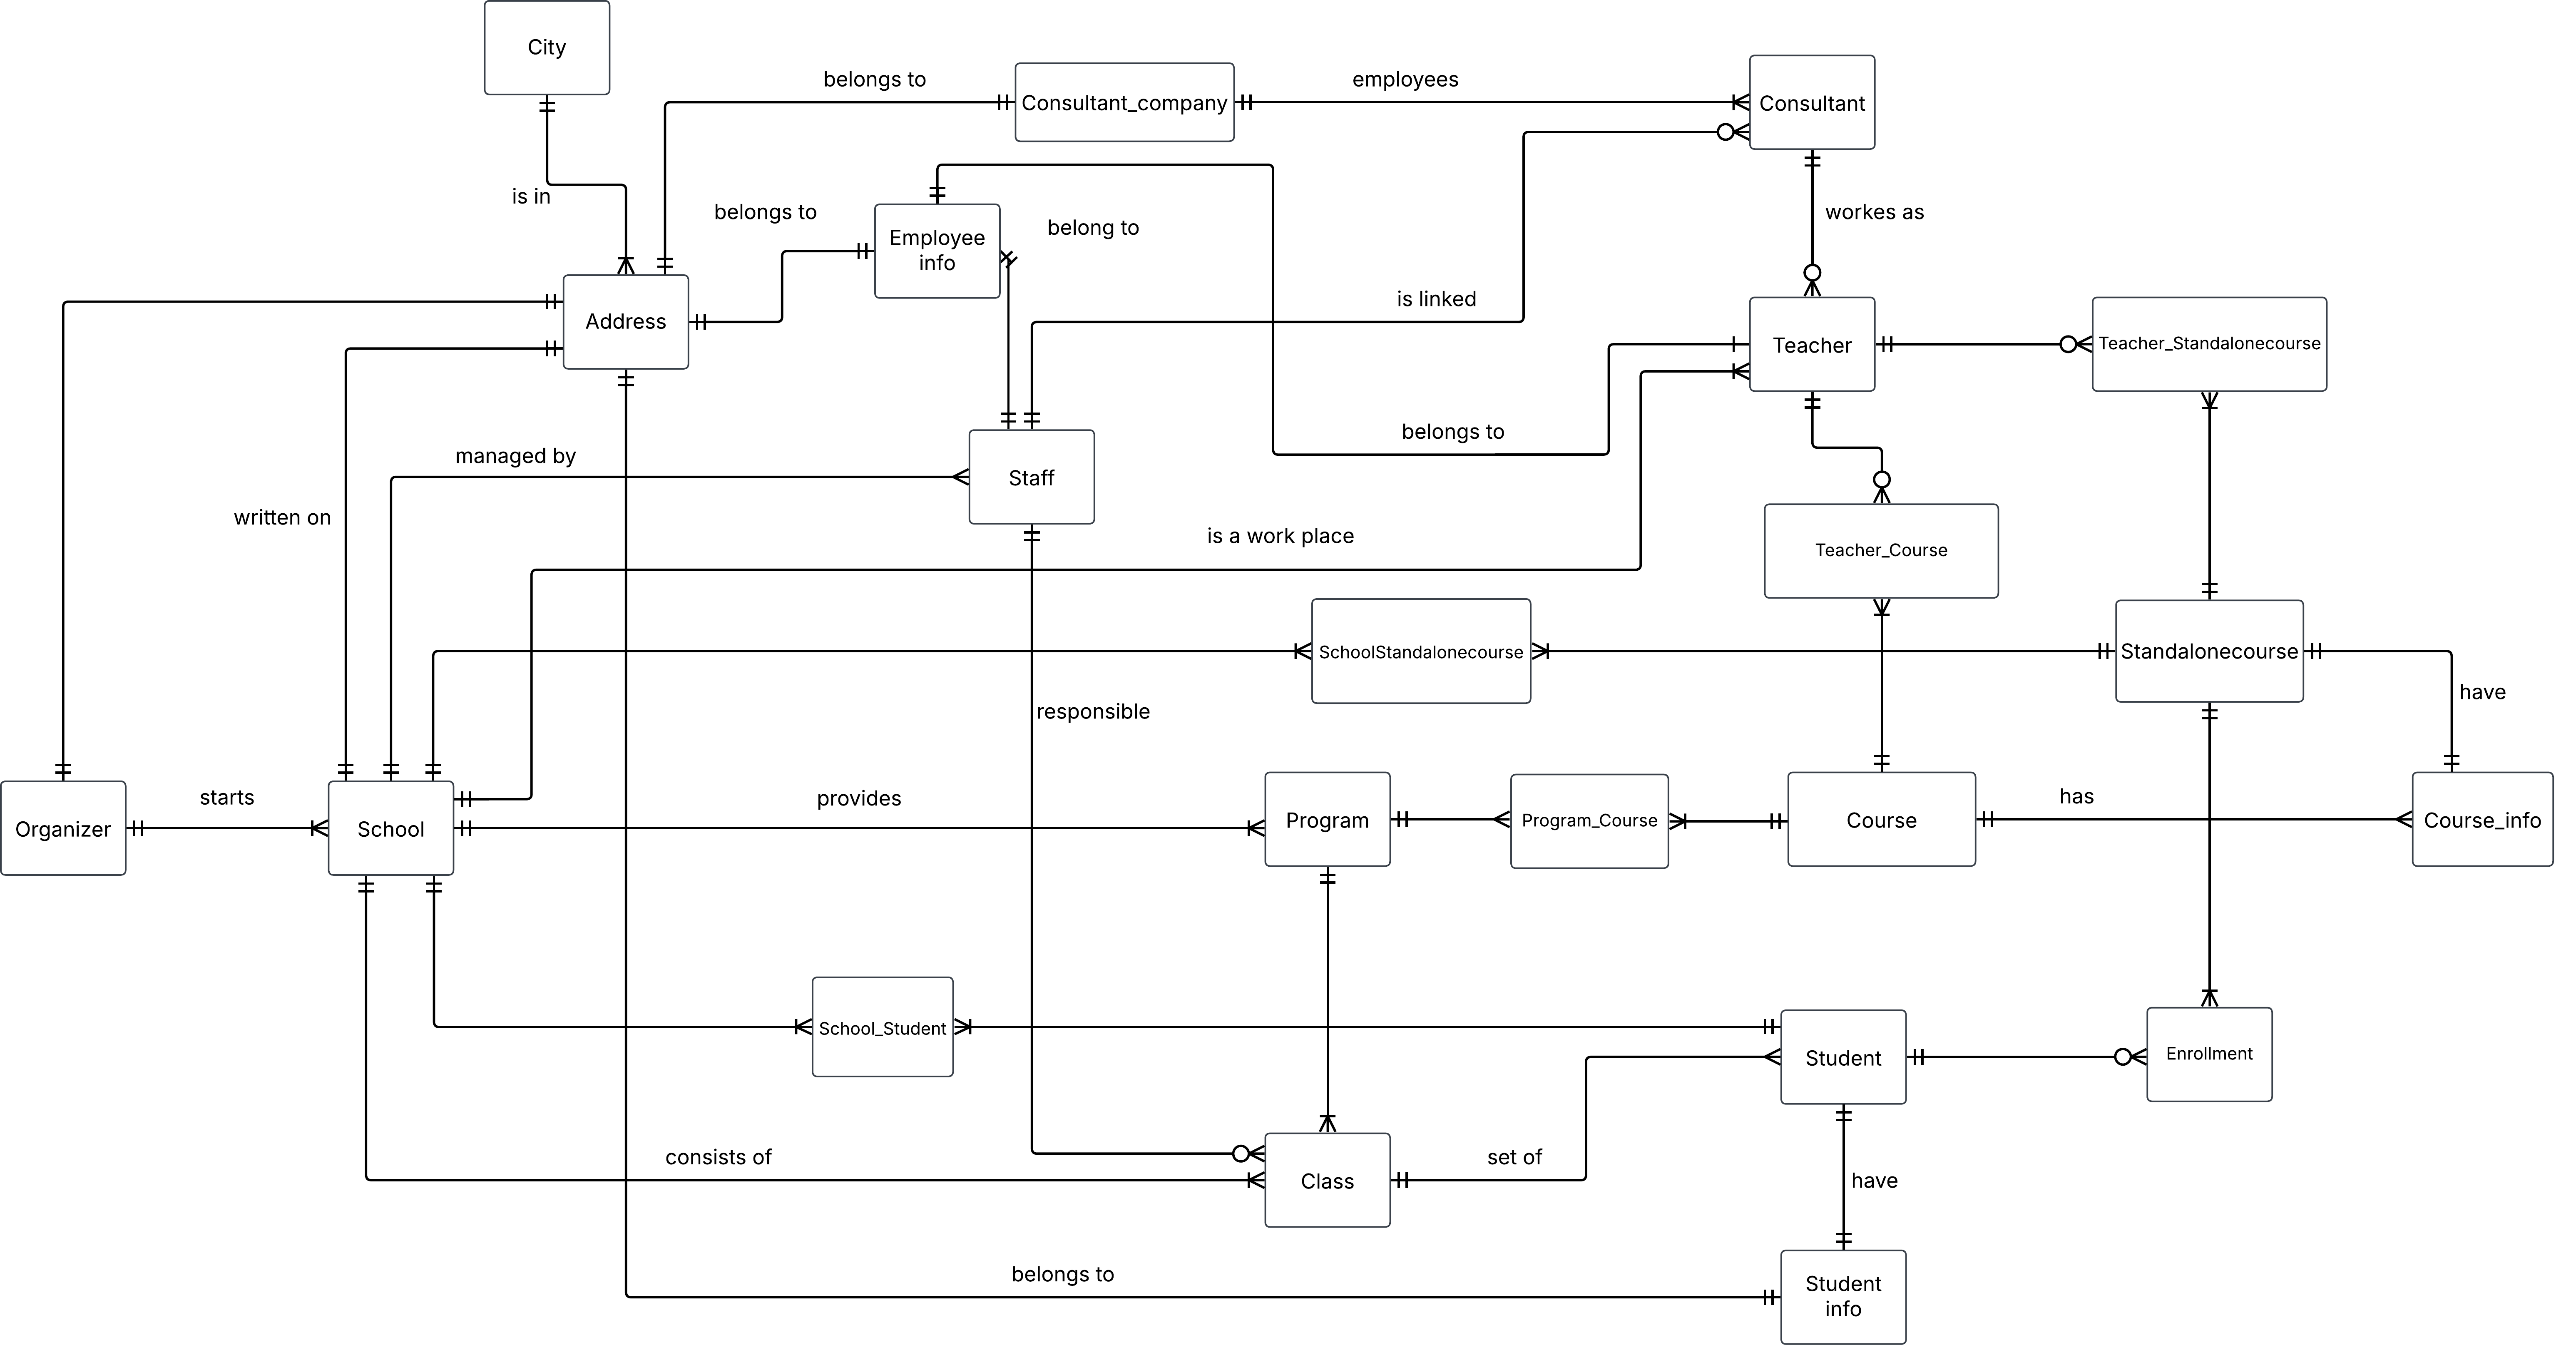 City
belongs to
Consultant_company
employees
Consultant
is in
belongs to
Employee
info
belong to
workes as
is linked
Address
Teacher
Teacher_Standalonecourse
belongs to
managed by
Staff
written on
is a work place
Teacher_Course
SchoolStandalonecourse
Standalonecourse
have
responsible
Organizer
starts
School
provides
Program
Program_Course
Course
has
Course_info
School_Student
Student
Enrollment
consists of
Class
set of
have
belongs to
Student
info